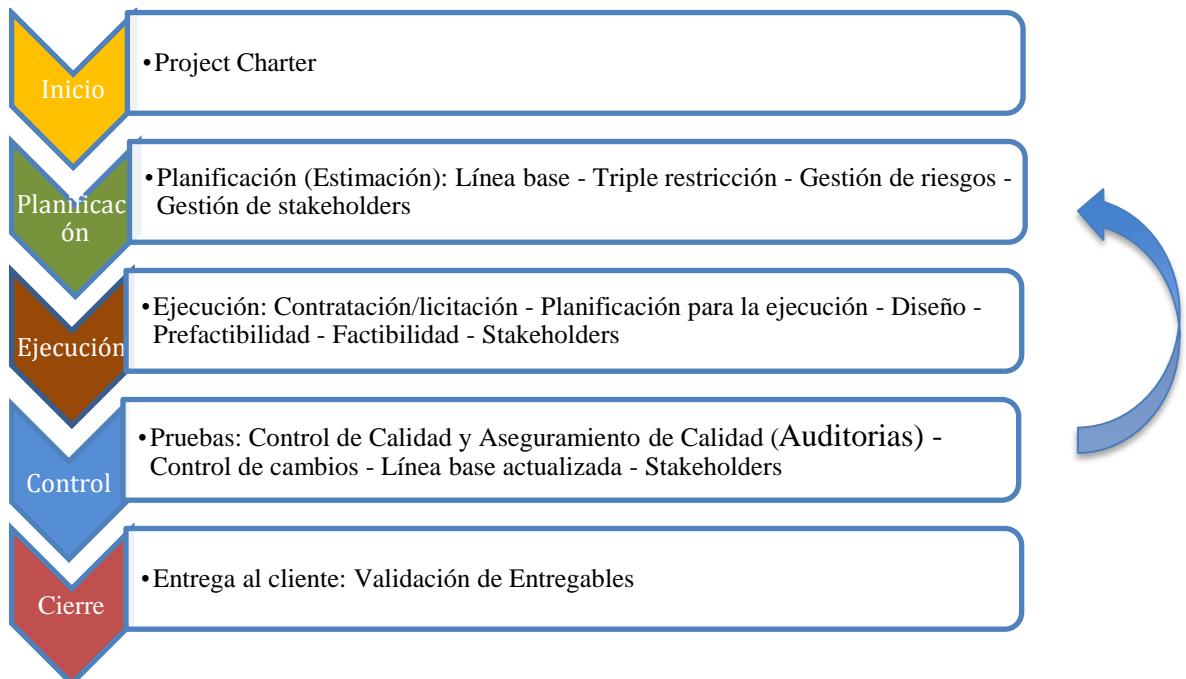 Inicio
•Project Charter
Planificac
ón
•Planificación (Estimación): Línea base - Triple restricción - Gestión de riesgos -
Gestión de stakeholders
Ejecución
•Ejecución: Contratación/licitación - Planificación para la ejecución - Diseño -
Prefactibilidad - Factibilidad - Stakeholders
Control
•Pruebas: Control de Calidad y Aseguramiento de Calidad (Auditorias) -
Control de cambios - Línea base actualizada - Stakeholders
Cierre
•Entrega al cliente: Validación de Entregables